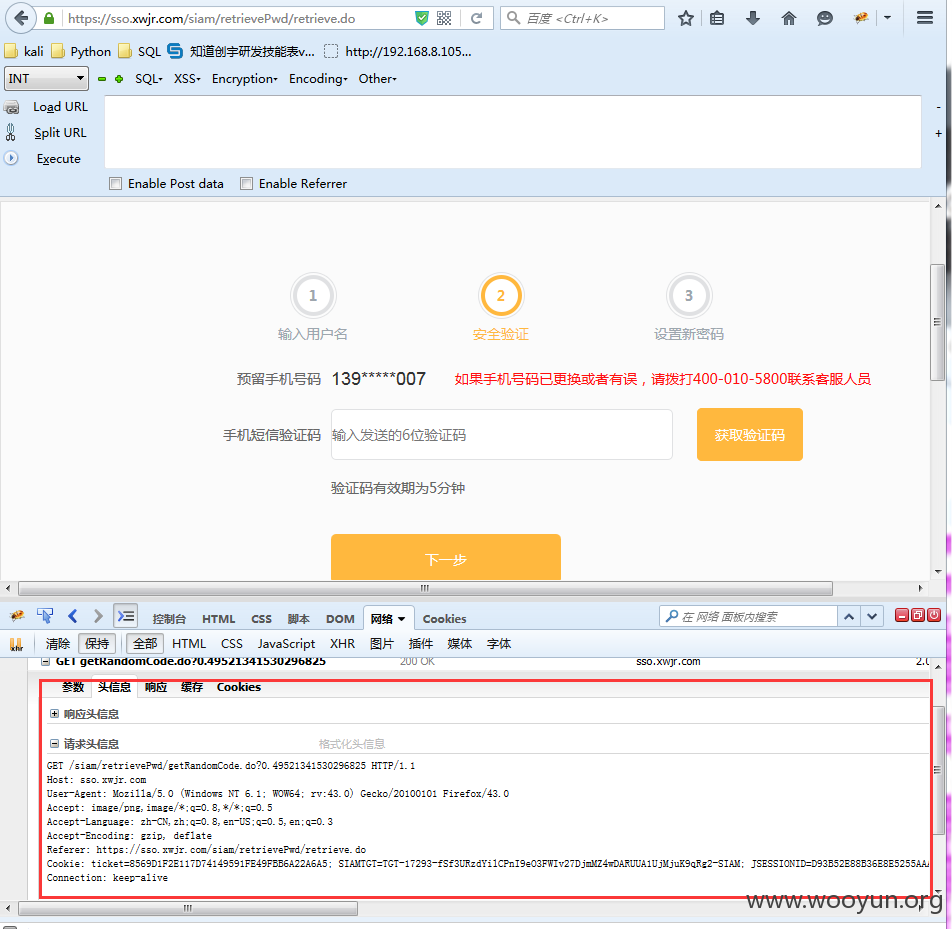 https://sso.xwjr.com/siam/retrievePwd/retrieve.do
百度 <Ctrl+K>
kali Python SQL 知道创宇研发技能表v... http://192.168.8.105...
INT SQL XSS Encryption Encoding Other
Load URL
Split URL
Execute
Enable Post data Enable Referrer
1 2 3
输入用户名 安全验证 设置新密码
预留手机号码 139*****007 如果手机号码已更换或者有误，请拨打400-010-5800联系客服人员
手机短信验证码 输入发送的6位验证码 获取验证码
验证码有效期为5分钟
下一步
控制台 HTML CSS 脚本 DOM 网络 Cookies 在 网络 面板内搜索
xhr 清除 保持 全部 HTML CSS JavaScript XHR 图片 插件 媒体 字体
GET getRandomCode.do?0.49521341530296825 200 OK sso.xwjr.com 2.0
参数 头信息 响应 缓存 Cookies
响应头信息
请求头信息 格式化头信息
GET /siam/retrievePwd/getRandomCode.do?0.49521341530296825 HTTP/1.1
Host: sso.xwjr.com
User-Agent: Mozilla/5.0 (Windows NT 6.1; WOW64; rv:43.0) Gecko/20100101 Firefox/43.0
Accept: image/png,image/*;q=0.8,*/*;q=0.5
Accept-Language: zh-CN,zh;q=0.8,en-US;q=0.5,en;q=0.3
Accept-Encoding: gzip, deflate
Referer: https://sso.xwjr.com/siam/retrievePwd/retrieve.do
Cookie: ticket=8569D1F2E117D74149591FE49FBB6A22A6A5; SIAMTGT=TGT-17293-fSf3URzdYilCPnI9eO3FWIv27DjmMZ4wDARUUA1UjMjuK9qRg2-SIAM; JSESSIONID=D93B52E88B36E8E5255AAA
Connection: keep-alive
www.wooyun.org